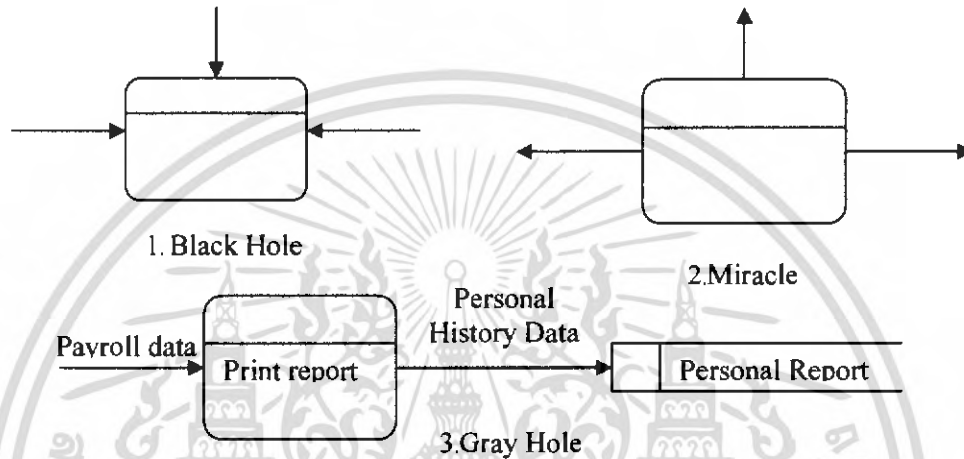 1. Black Hole
2.Miracle
Payroll data
Print report
Personal
History Data
Personal Report
3.Gray Hole